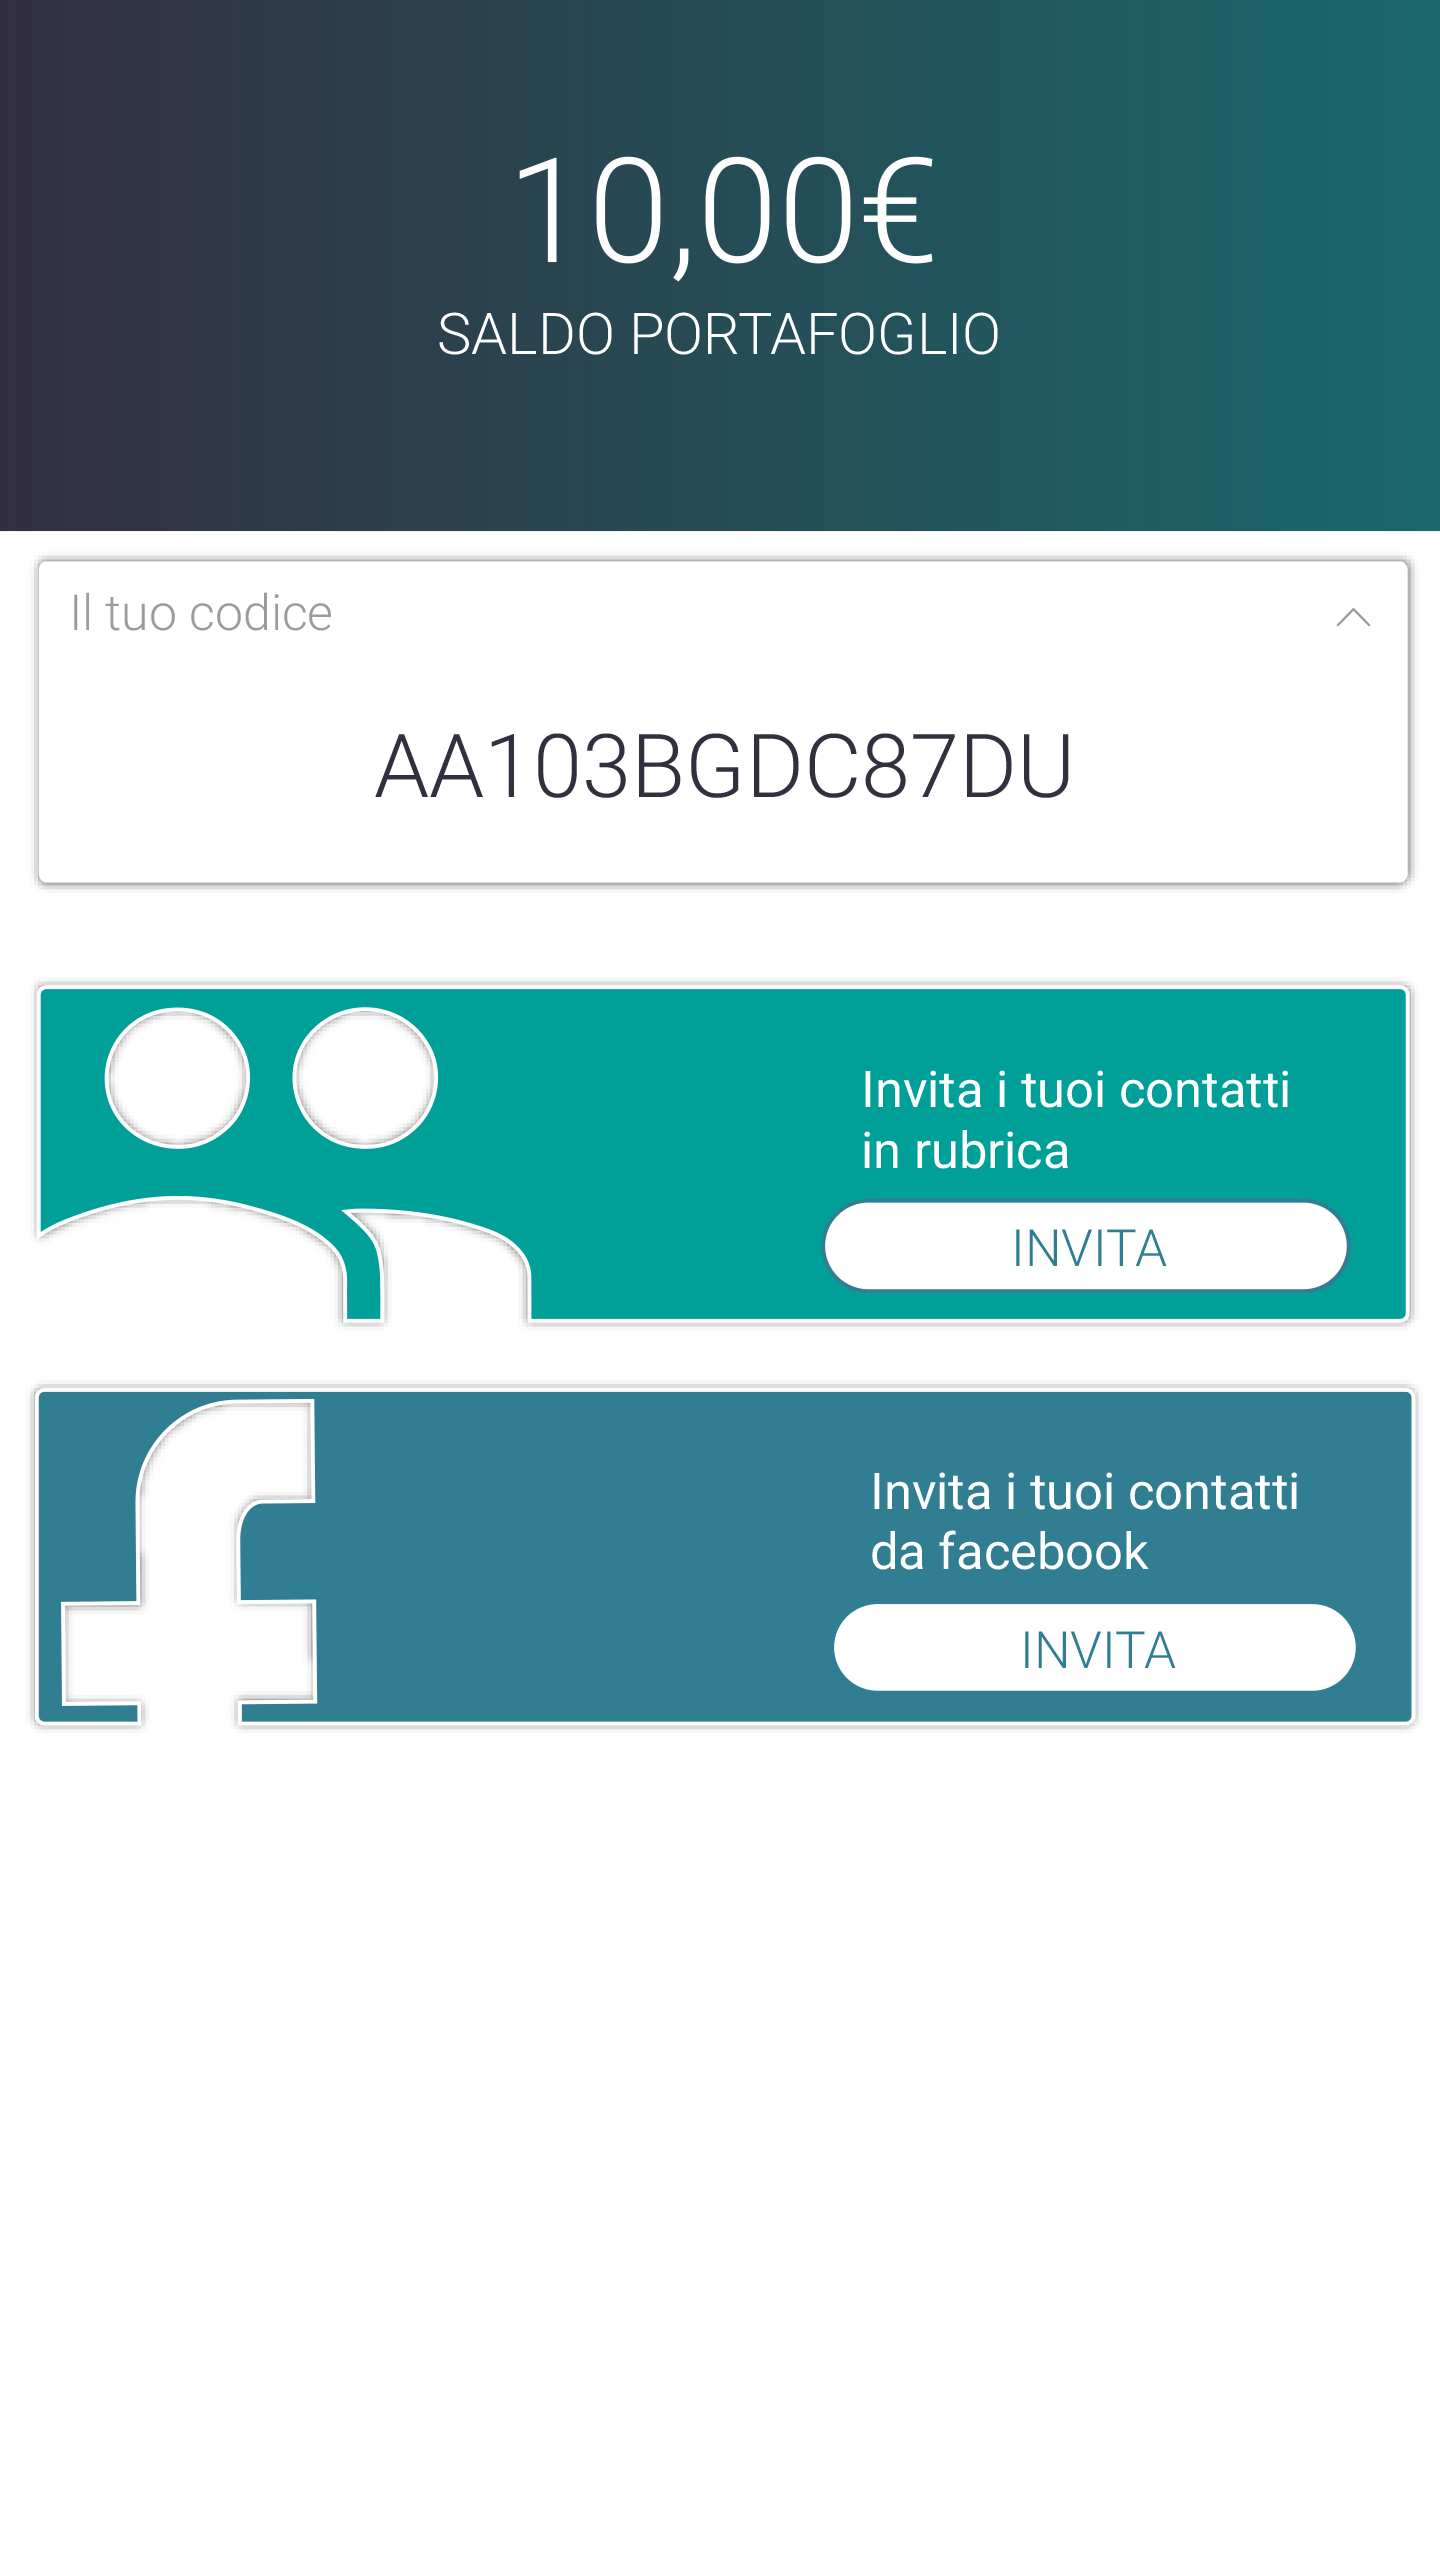 10,00€
SALDO PORTAFOGLIO
Il tuo codice
AA103BGDC87DU
Invita i tuoi contatti
in rubrica
INVITA
Invita i tuoi contatti
da facebook
INVITA